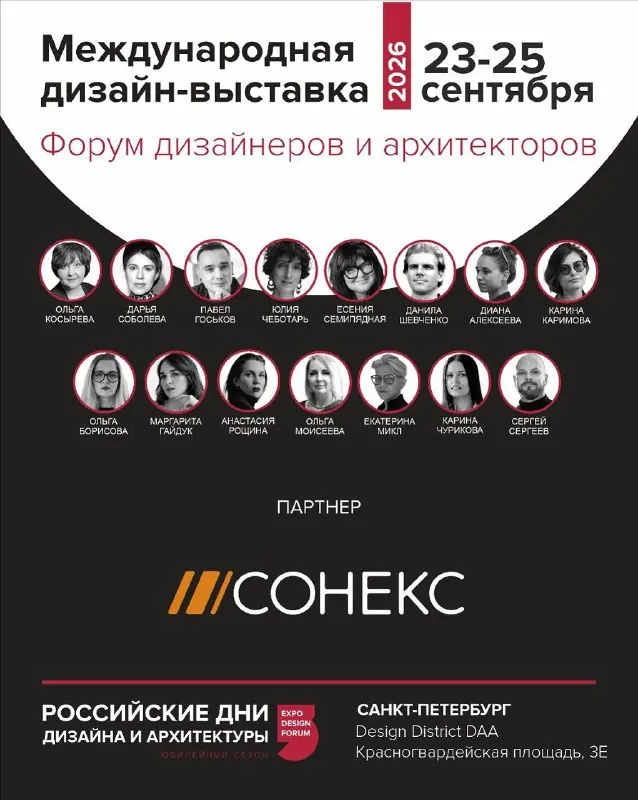 Международная
дизайн-выставка
2026
23-25
сентября
Форум дизайнеров и архитекторов
ОЛЬГА
КОСЫРЕВА
ДАРЬЯ
СОБОЛЕВА
ПАВЕЛ
ГОСЬКОВ
ЮЛИЯ
ЧЕБОТАРЬ
ЕСЕНИЯ
СЕМИПЯДНАЯ
ДАНИЛА
ШЕВЧЕНКО
ДИАНА
АЛЕКСЕЕВА
КАРИНА
КАРИМОВА
ОЛЬГА
БОРИСОВА
МАРГАРИТА
ГАЙДУК
АНАСТАСИЯ
РОЩИНА
ОЛЬГА
МОИСЕЕВА
ЕКАТЕРИНА
МИКЛ
КАРИНА
ЧУРИКОВА
СЕРГЕЙ
СЕРГЕЕВ
ПАРТНЕР
СОНЕКС
РОССИЙСКИЕ ДНИ
ДИЗАЙНА И АРХИТЕКТУРЫ
ЮБИЛЕЙНЫЙ СЕЗОН
EXPO
DESIGN
FORUM
САНКТ-ПЕТЕРБУРГ
Design District DAA
Красногвардейская площадь, 3Е